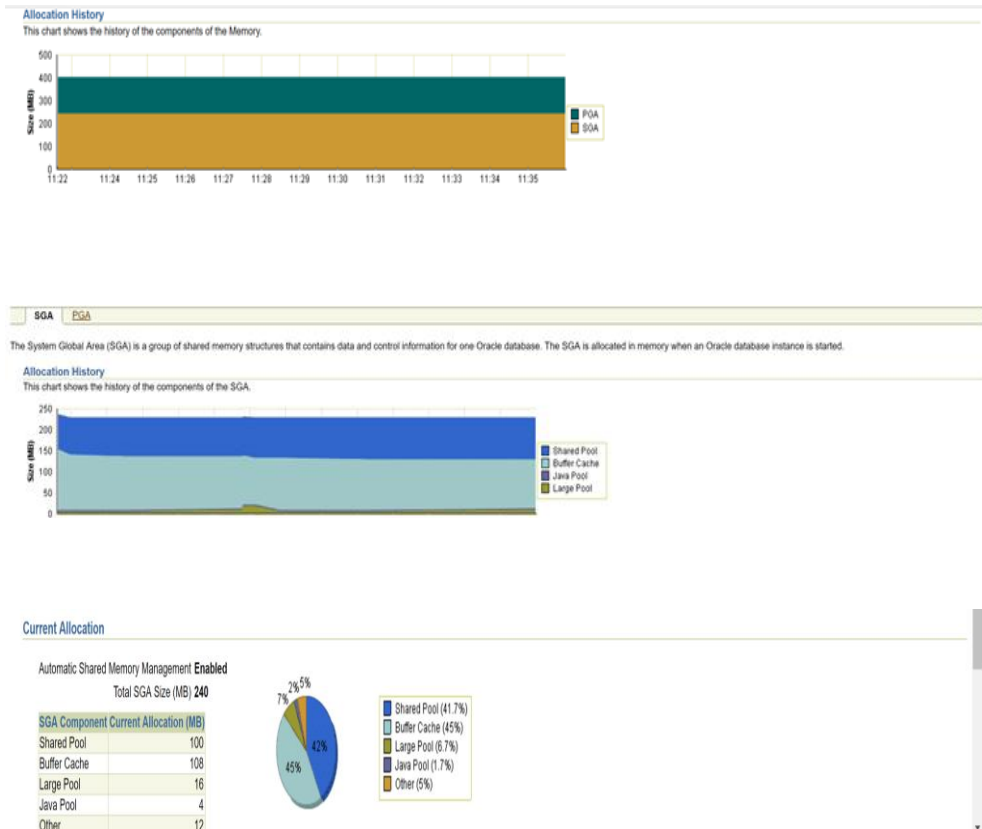 Allocation History
This chart shows the history of the components of the Memory.
500
400
300
200
100
0
Size (MB)
11:22 11:24 11:25 11:26 11:27 11:28 11:29 11:30 11:31 11:32 11:33 11:34 11:35
PGA
SGA
SGA PGA
The System Global Area (SGA) is a group of shared memory structures that contains data and control information for one Oracle database. The SGA is allocated in memory when an Oracle database instance is started.
Allocation History
This chart shows the history of the components of the SGA.
250
200
150
100
50
0
Size (MB)
Shared Pool
Buffer Cache
Java Pool
Large Pool
Current Allocation
Automatic Shared Memory Management Enabled
Total SGA Size (MB) 240
SGA Component Current Allocation (MB)
Shared Pool 100
Buffer Cache 108
Large Pool 16
Java Pool 4
Other 12
7% 2% 5%
42%
45%
Shared Pool (41.7%)
Buffer Cache (45%)
Large Pool (6.7%)
Java Pool (1.7%)
Other (5%)